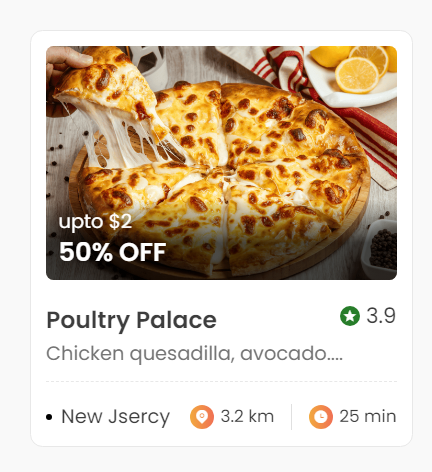 upto $2
50% OFF
Poultry Palace
3.9
Chicken quesadilla, avocado....
New Jsercy
3.2 km
25 min